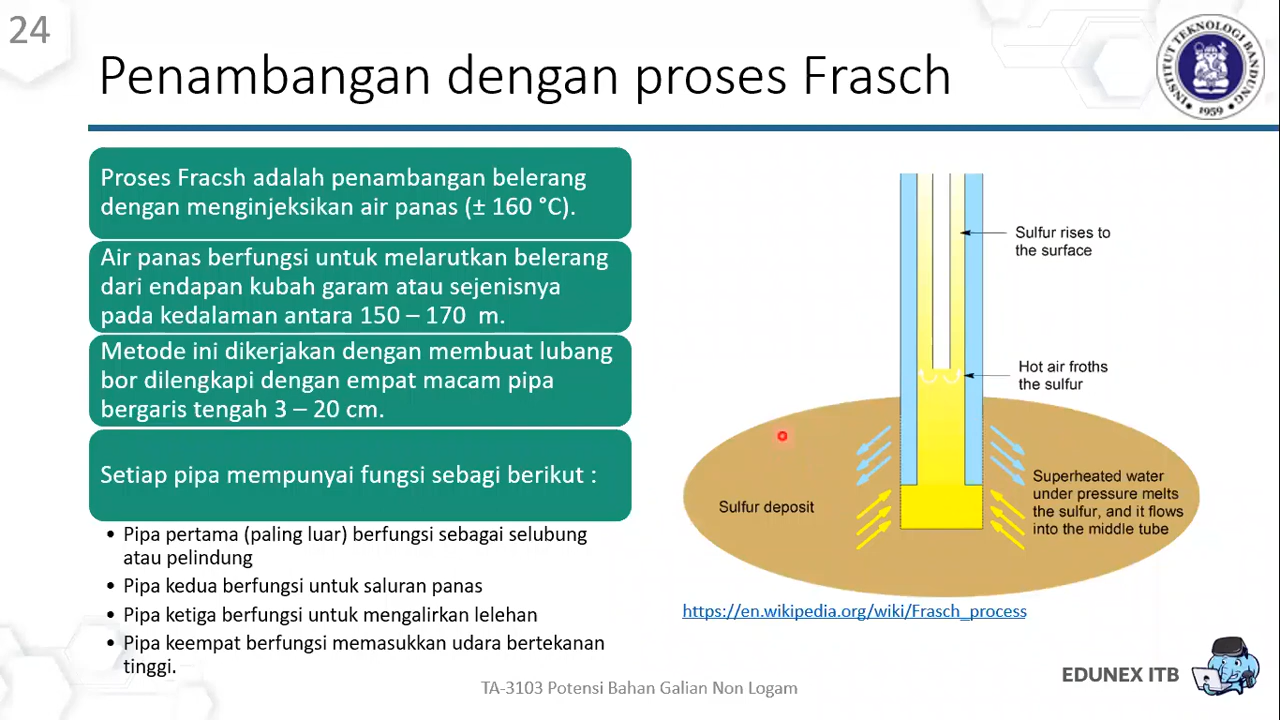 24
Penambangan dengan proses Frasch
INSTITUT TEKNOLOGI BANDUNG
1959
Proses Fracsh adalah penambangan belerang
dengan menginjeksikan air panas (± 160 °C).
Air panas berfungsi untuk melarutkan belerang
dari endapan kubah garam atau sejenisnya
pada kedalaman antara 150 – 170 m.
Metode ini dikerjakan dengan membuat lubang
bor dilengkapi dengan empat macam pipa
bergaris tengah 3 – 20 cm.
Setiap pipa mempunyai fungsi sebagi berikut :
• Pipa pertama (paling luar) berfungsi sebagai selubung
atau pelindung
• Pipa kedua berfungsi untuk saluran panas
• Pipa ketiga berfungsi untuk mengalirkan lelehan
• Pipa keempat berfungsi memasukkan udara bertekanan
tinggi.
Sulfur rises to
the surface
Hot air froths
the sulfur
Sulfur deposit
Superheated water
under pressure melts
the sulfur, and it flows
into the middle tube
https://en.wikipedia.org/wiki/Frasch_process
EDUNEX ITB
TA-3103 Potensi Bahan Galian Non Logam